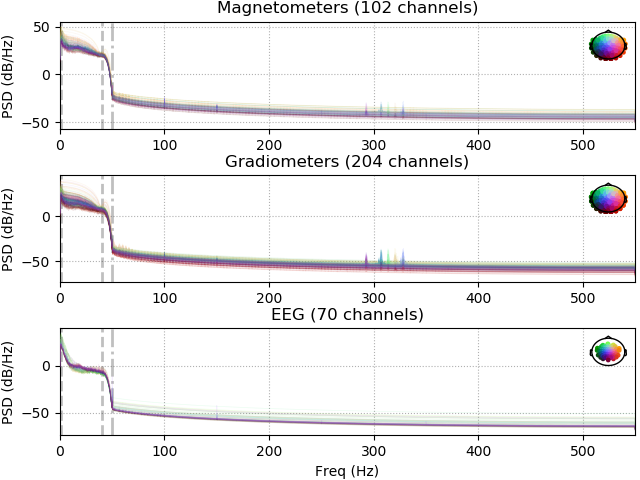 Magnetometers (102 channels)
PSD (dB/Hz)
50
0
−50
0 100 200 300 400 500
Gradiometers (204 channels)
PSD (dB/Hz)
0
−50
0 100 200 300 400 500
EEG (70 channels)
PSD (dB/Hz)
0
−50
0 100 200 300 400 500
Freq (Hz)